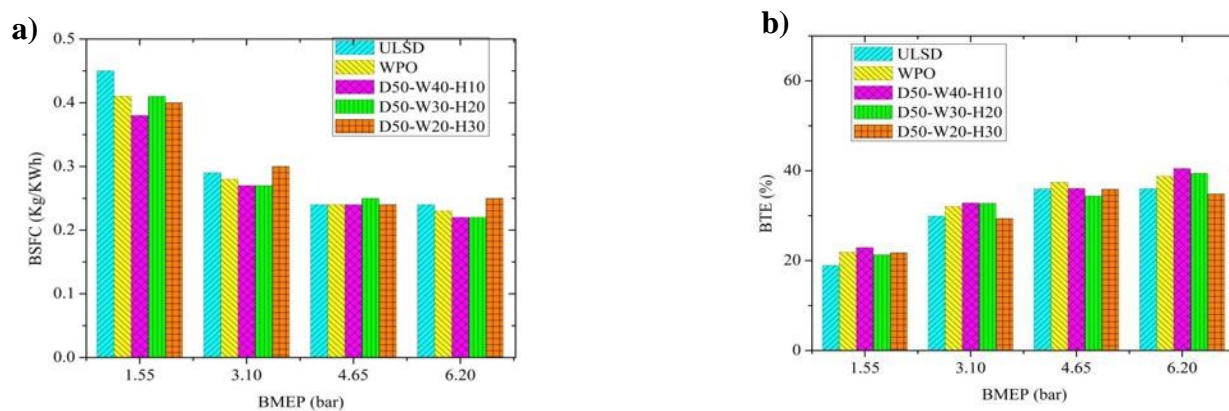 a)
0.5
0.4
0.3
0.2
0.1
0.0
BSFC (Kg/KWh)
ULSD
WPO
D50-W40-H10
D50-W30-H20
D50-W20-H30
1.55 3.10 4.65 6.20
BMEP (bar)
b)
60
40
20
0
BTE (%)
ULSD
WPO
D50-W40-H10
D50-W30-H20
D50-W20-H30
1.55 3.10 4.65 6.20
BMEP (bar)